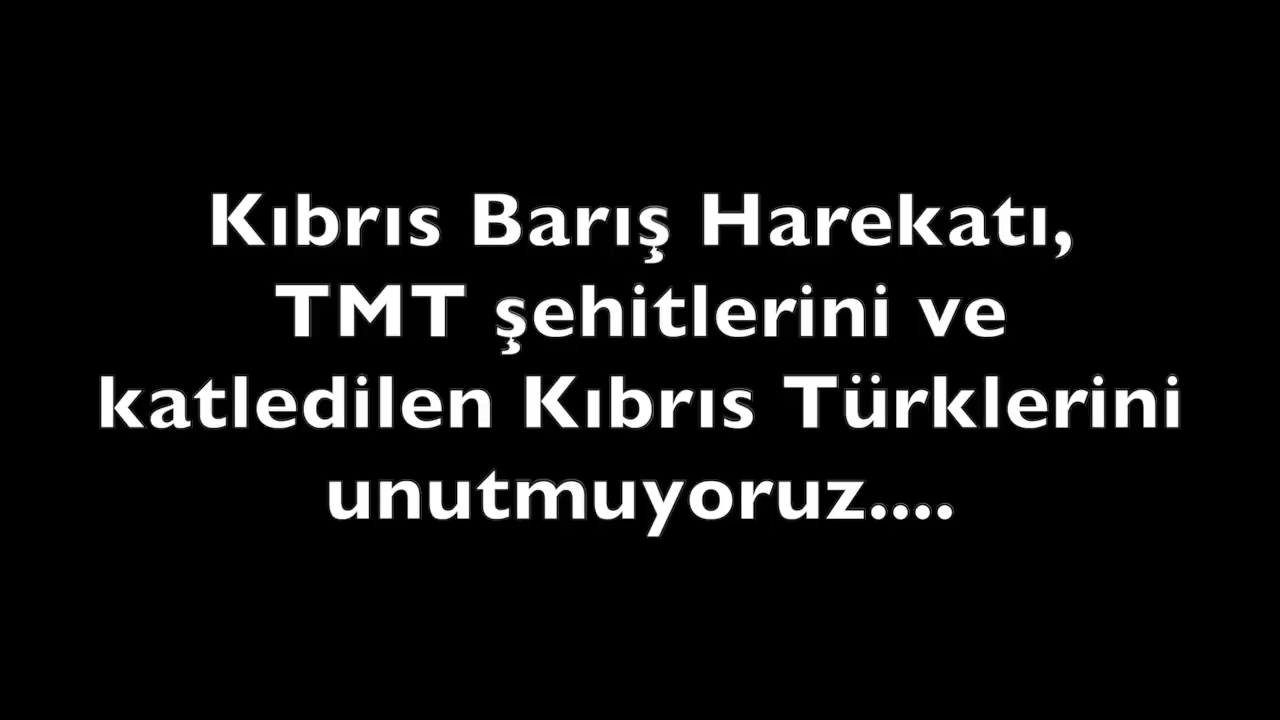 Kıbrıs Barış Harekatı,
TMT şehitlerini ve
katledilen Kıbrıs Türklerini
unutmuyoruz....